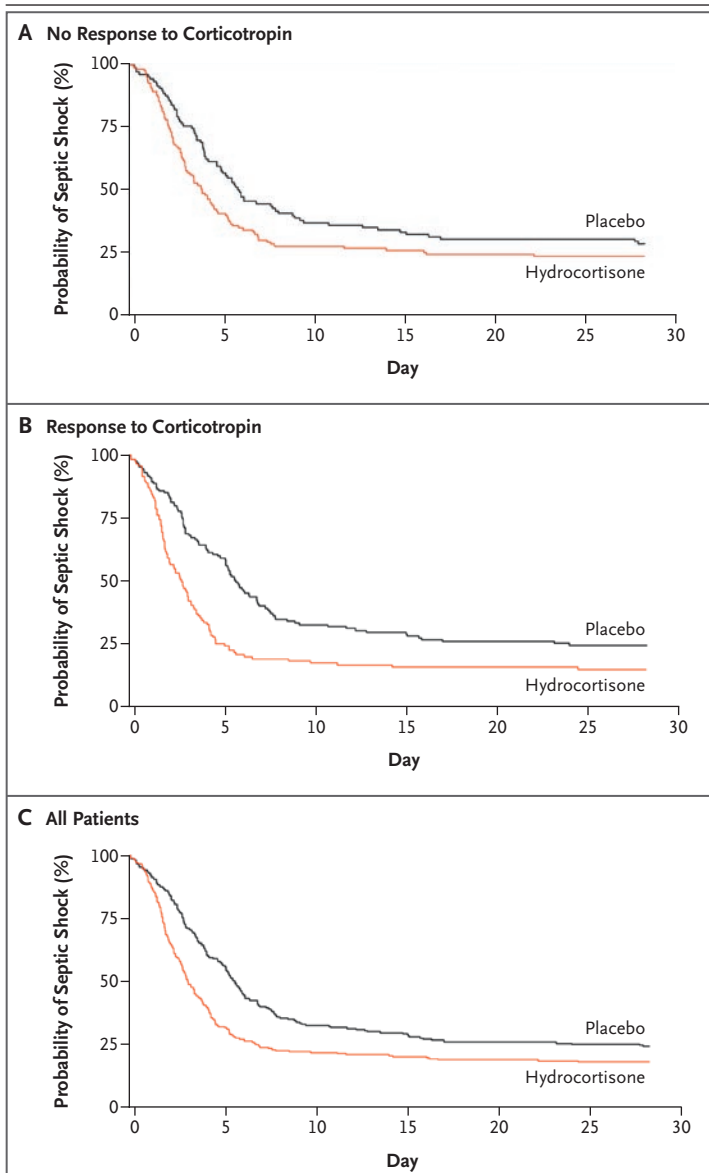 A No Response to Corticotropin
100
75
50
25
0
Probability of Septic Shock (%)
Placebo
Hydrocortisone
0 5 10 15 20 25 30
Day
B Response to Corticotropin
100
75
50
25
0
Probability of Septic Shock (%)
Placebo
Hydrocortisone
0 5 10 15 20 25 30
Day
C All Patients
100
75
50
25
0
Probability of Septic Shock (%)
Placebo
Hydrocortisone
0 5 10 15 20 25 30
Day